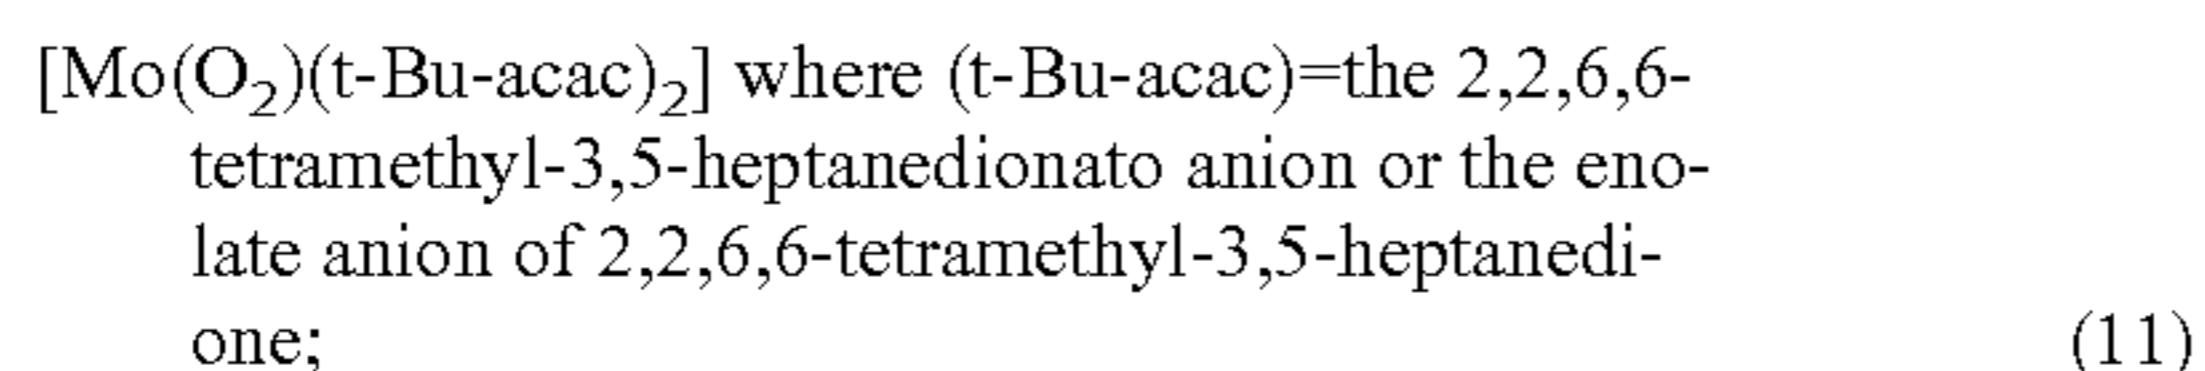 [Mo(O₂)(t-Bu-acac)₂] where (t-Bu-acac)=the 2,2,6,6-
tetramethyl-3,5-heptanedionato anion or the eno-
late anion of 2,2,6,6-tetramethyl-3,5-heptanedi-
one; (11)